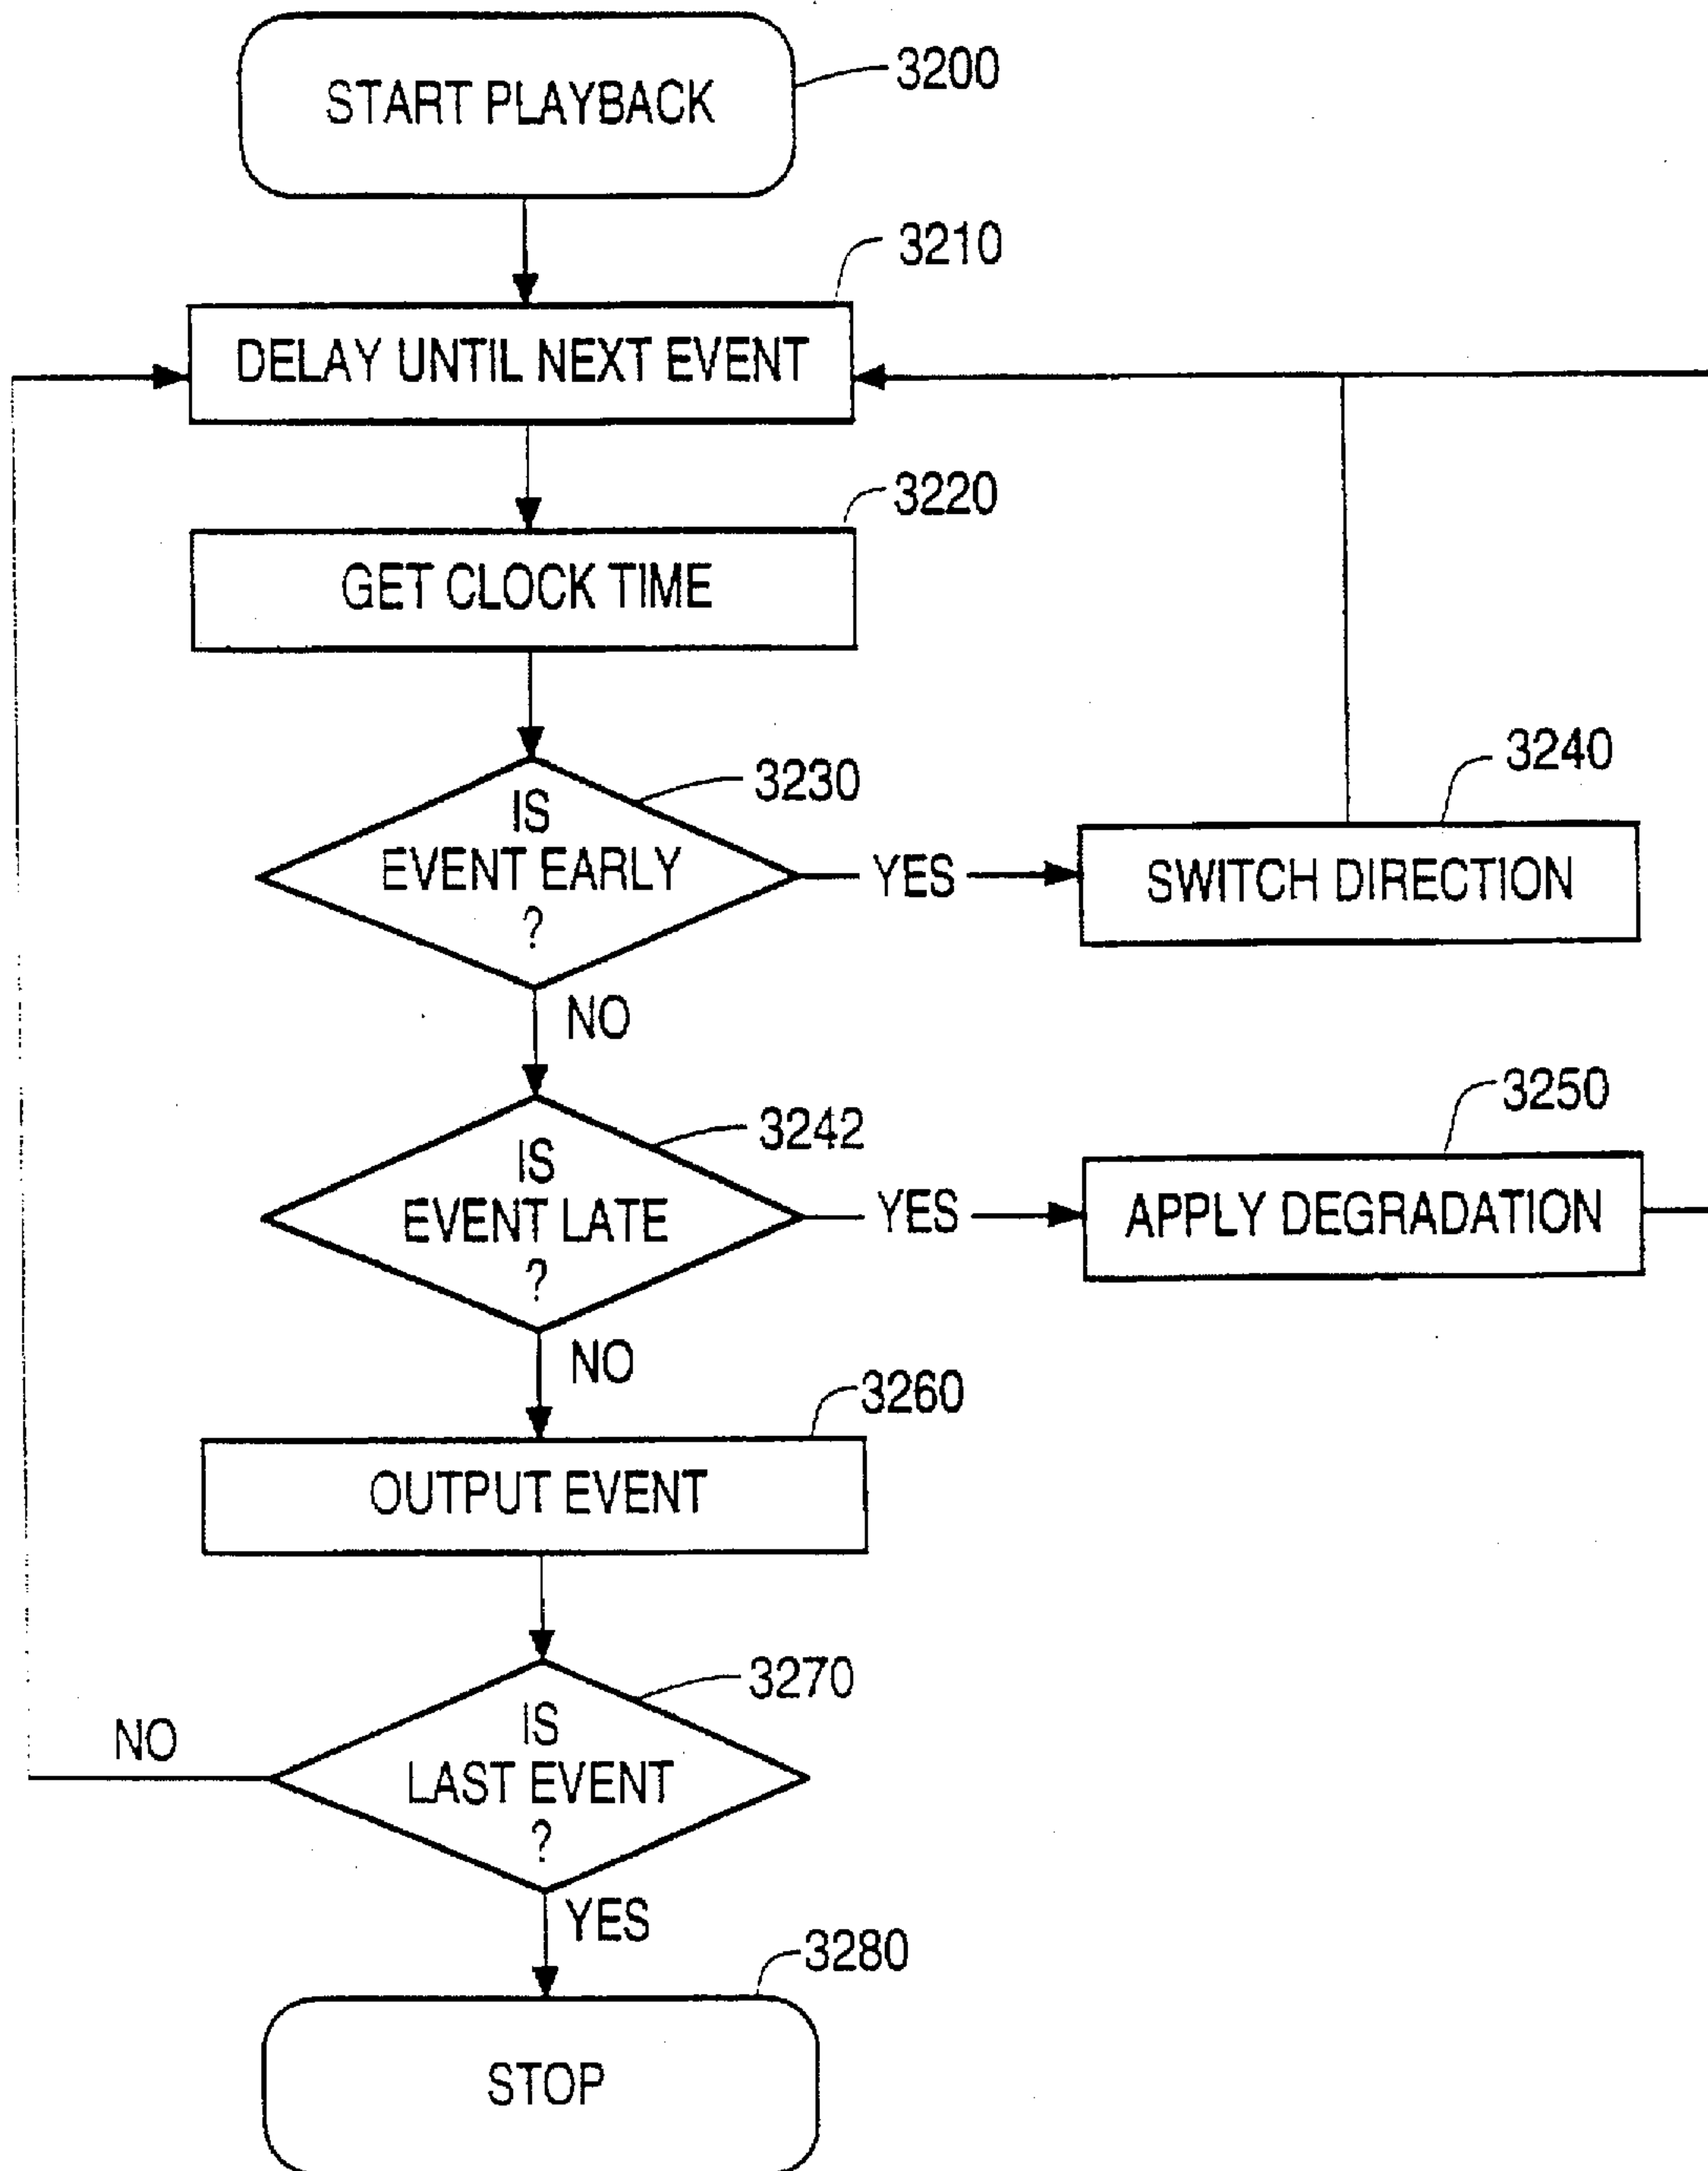 START PLAYBACK
3200
3210
DELAY UNTIL NEXT EVENT
3220
GET CLOCK TIME
3230
IS
EVENT EARLY
?
YES
3240
SWITCH DIRECTION
NO
3242
IS
EVENT LATE
?
YES
3250
APPLY DEGRADATION
NO
3260
OUTPUT EVENT
3270
IS
LAST EVENT
?
NO
YES
3280
STOP